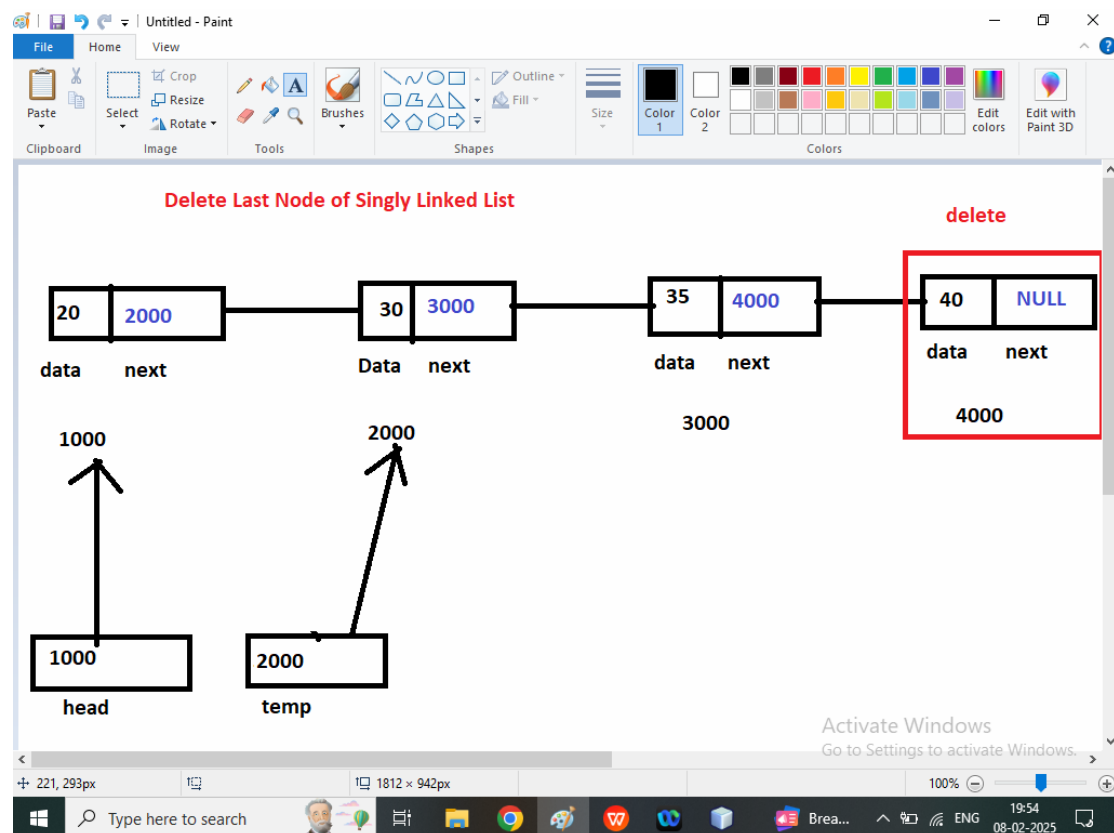 Untitled - Paint
File Home View
Paste
Clipboard
Select
Crop
Resize
Rotate
Image
A
Tools
Brushes
Outline
Fill
Shapes
Size
Color 1
Color 2
Edit colors
Edit with Paint 3D
Colors
Delete Last Node of Singly Linked List
delete
20 2000
30 3000
35 4000
40 NULL
data next
Data next
data next
data next
1000
2000
3000
4000
1000
2000
head
temp
Activate Windows
Go to Settings to activate Windows.
221, 293px
1812 × 942px
100%
Type here to search
Brea...
ENG
19:54
08-02-2025